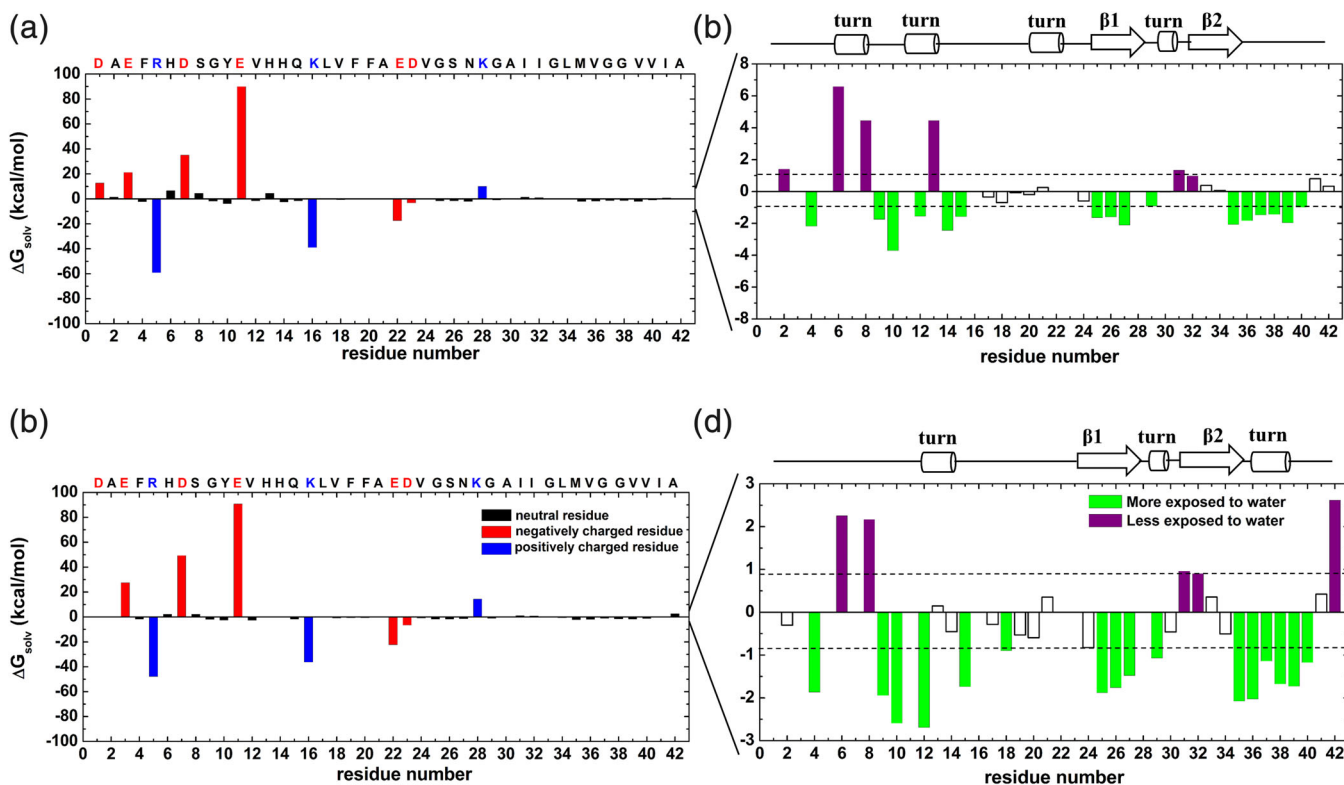 (a)
D A E F R H D S G Y E V H H Q K L V F F A E D V G S N K G A I I G L M V G G V V I A
100
80
60
40
20
0
-20
-40
-60
-80
-100
ΔGsolv (kcal/mol)
0 2 4 6 8 10 12 14 16 18 20 22 24 26 28 30 32 34 36 38 40 42
residue number
(b)
turn turn turn β1 turn β2
8
6
4
2
0
-2
-4
-6
-8
0 2 4 6 8 10 12 14 16 18 20 22 24 26 28 30 32 34 36 38 40 42
residue number
(b)
D A E F R H D S G Y E V H H Q K L V F F A E D V G S N K G A I I G L M V G G V V I A
100
80
60
40
20
0
-20
-40
-60
-80
-100
ΔGsolv (kcal/mol)
neutral residue
negatively charged residue
positively charged residue
0 2 4 6 8 10 12 14 16 18 20 22 24 26 28 30 32 34 36 38 40 42
residue number
(d)
turn β1 turn β2 turn
3
2
1
0
-1
-2
-3
More exposed to water
Less exposed to water
0 2 4 6 8 10 12 14 16 18 20 22 24 26 28 30 32 34 36 38 40 42
residue number